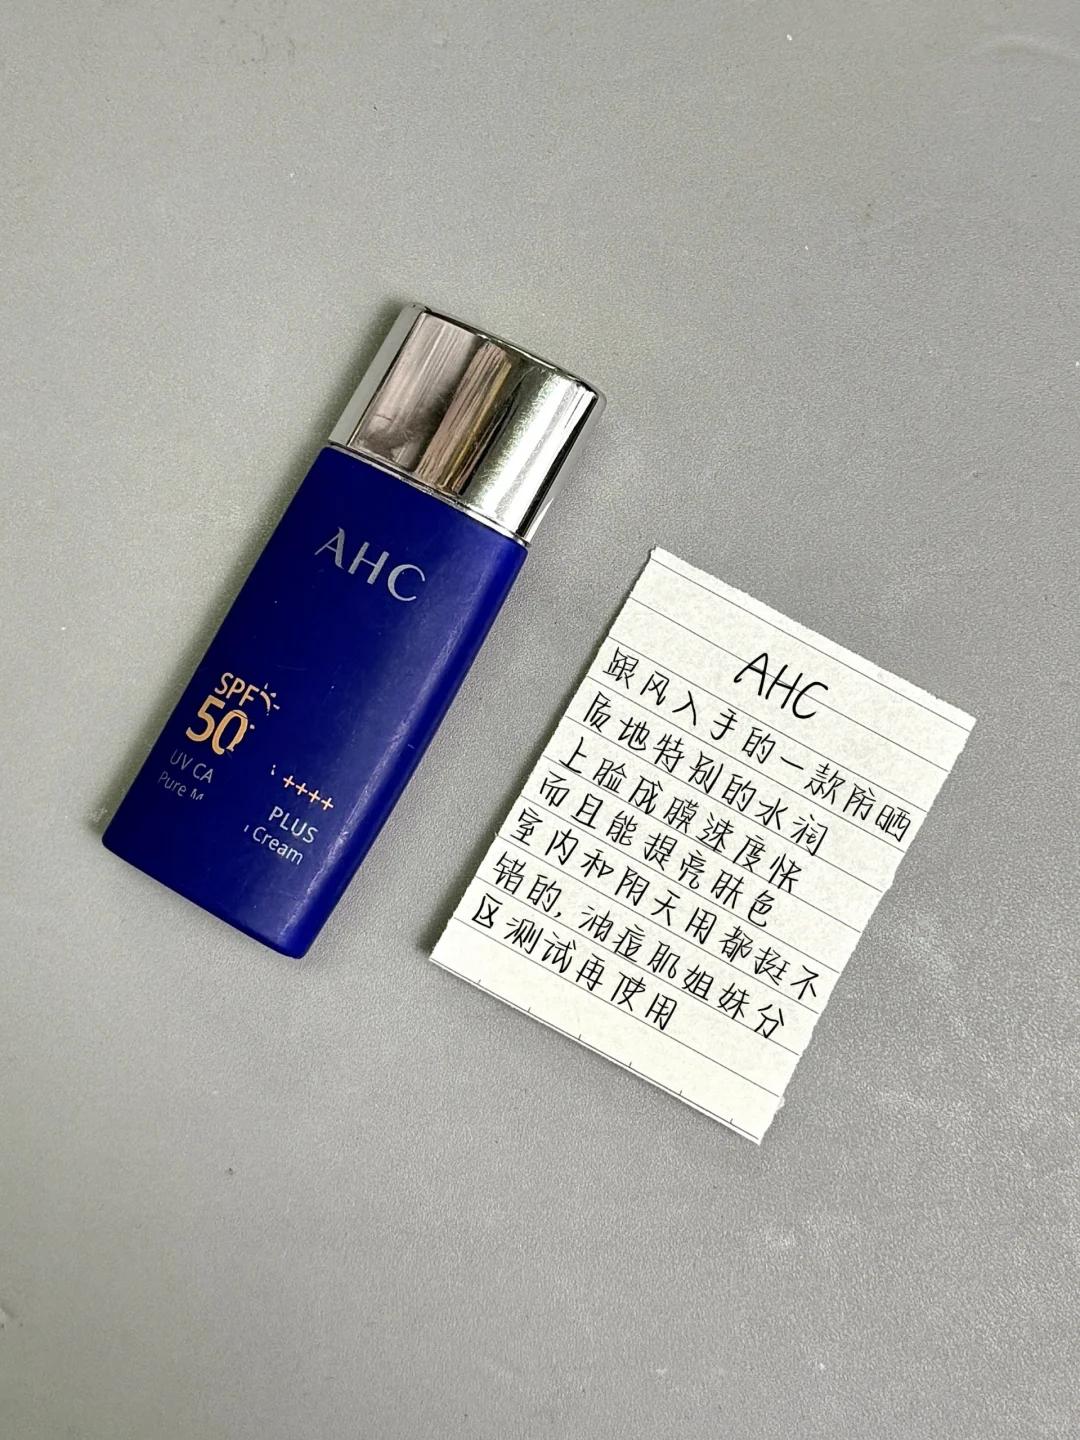 AHC
SPF
50
++++
UV CA
PLUS
Pure M
Cream
AHC
跟风入手的一款防晒
质地特别的水润
上脸成膜速度快
而且能提亮肤色
室内和阴天用都挺不
错的,油痘肌姐妹分
区测试再使用